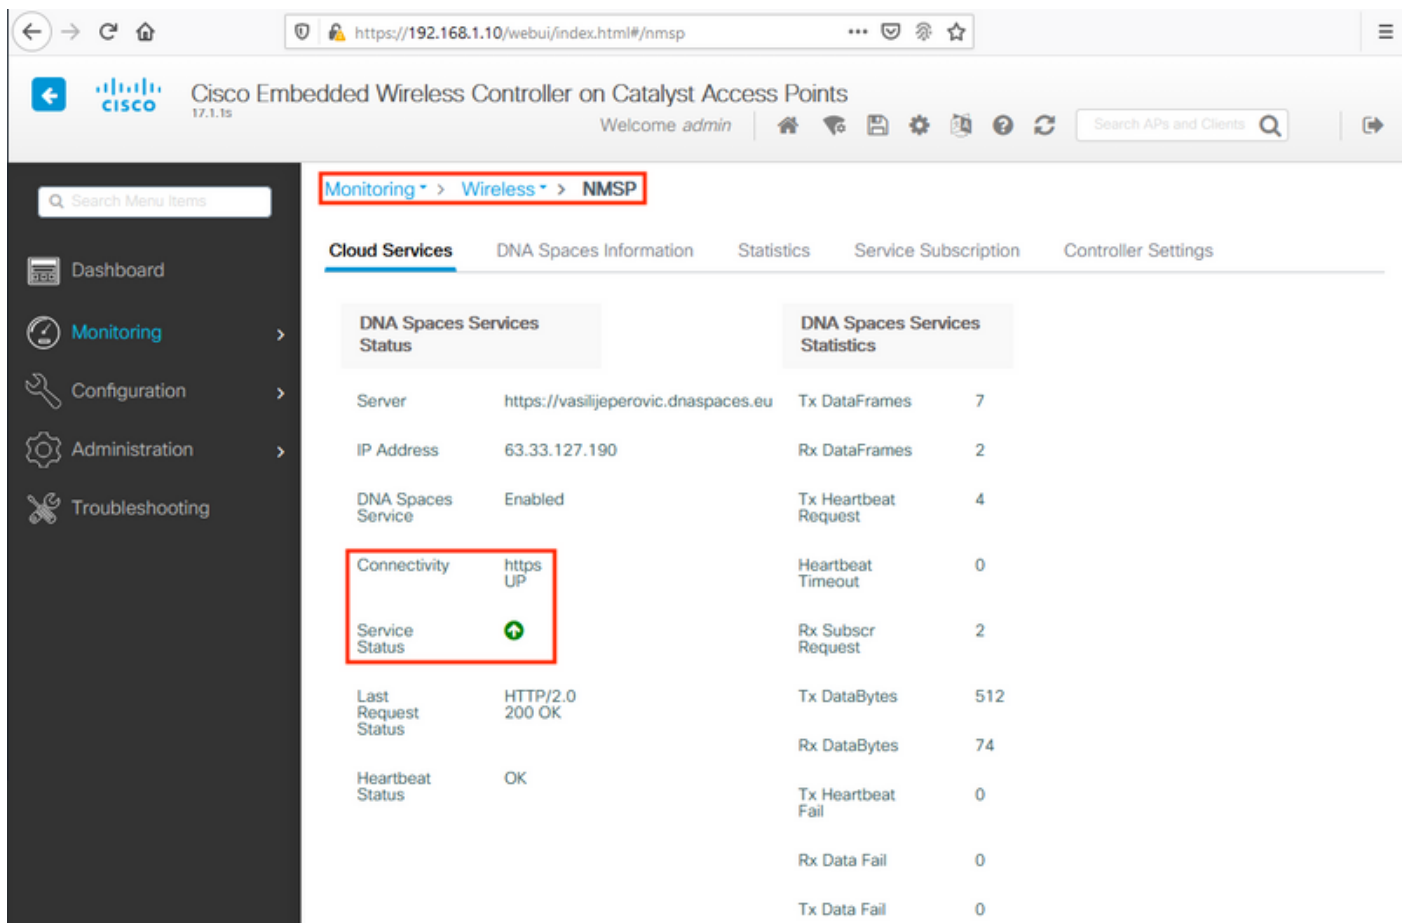 https://192.168.1.10/webui/index.html#/nmsp
CISCO
Cisco Embedded Wireless Controller on Catalyst Access Points
17.1.1s
Welcome admin
Search APs and Clients
Search Menu Items
Dashboard
Monitoring
Configuration
Administration
Troubleshooting
Monitoring > Wireless > NMSP
Cloud Services DNA Spaces Information Statistics Service Subscription Controller Settings
DNA Spaces Services
Status
Server https://vasilijeperovic.dnaspaces.eu
IP Address 63.33.127.190
DNA Spaces
Service
Enabled
Connectivity
https
UP
Service
Status
Last
Request
Status
HTTP/2.0
200 OK
Heartbeat
Status
OK
DNA Spaces Services
Statistics
Tx DataFrames 7
Rx DataFrames 2
Tx Heartbeat
Request
4
Heartbeat
Timeout
0
Rx Subscr
Request
2
Tx DataBytes 512
Rx DataBytes 74
Tx Heartbeat
Fail
0
Rx Data Fail 0
Tx Data Fail 0